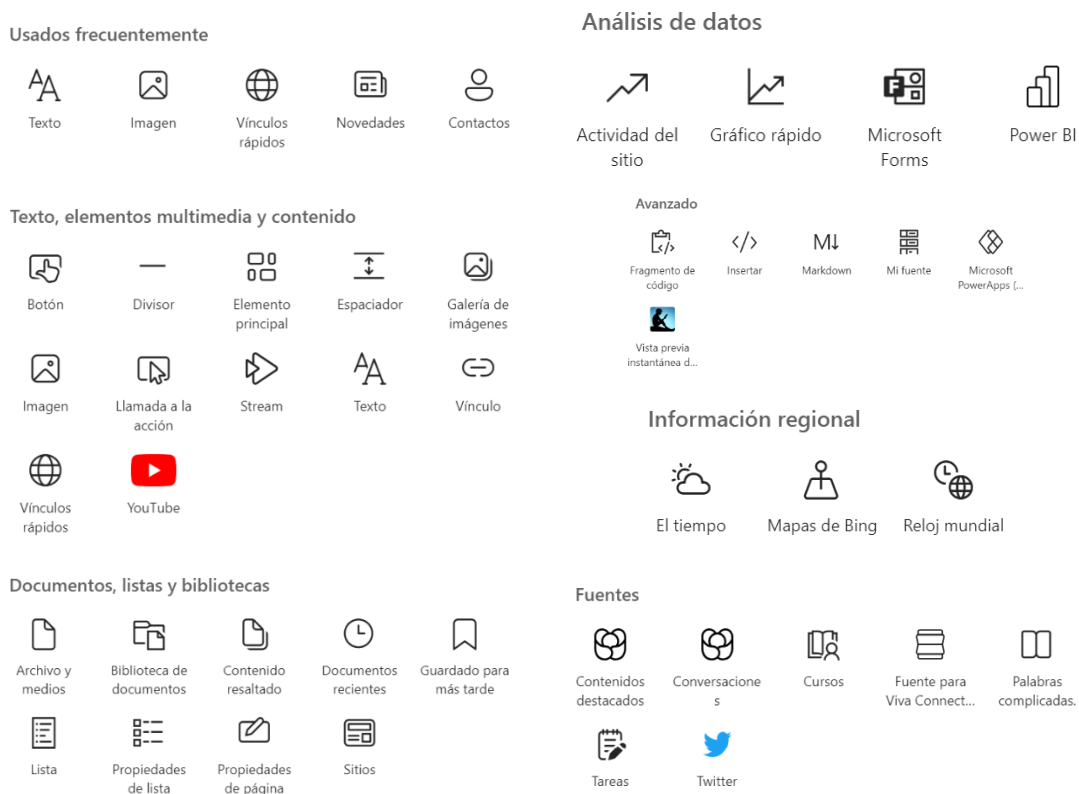 Usados frecuentemente
Texto
Imagen
Vínculos
rápidos
Novedades
Contactos
Texto, elementos multimedia y contenido
Botón
Divisor
Elemento
principal
Espaciador
Galería de
imágenes
Imagen
Llamada a la
acción
Stream
Texto
Vínculo
Vínculos
rápidos
YouTube
Documentos, listas y bibliotecas
Archivo y
medios
Biblioteca de
documentos
Contenido
resaltado
Documentos
recientes
Guardado para
más tarde
Lista
Propiedades
de lista
Propiedades
de página
Sitios
Análisis de datos
Actividad del
sitio
Gráfico rápido
Microsoft
Forms
Power BI
Avanzado
Fragmento de
código
Insertar
Markdown
Mi fuente
Microsoft
PowerApps (...
Vista previa
instantánea d...
Información regional
El tiempo
Mapas de Bing
Reloj mundial
Fuentes
Contenidos
destacados
Conversacione
s
Cursos
Fuente para
Viva Connect...
Palabras
complicadas.
Tareas
Twitter